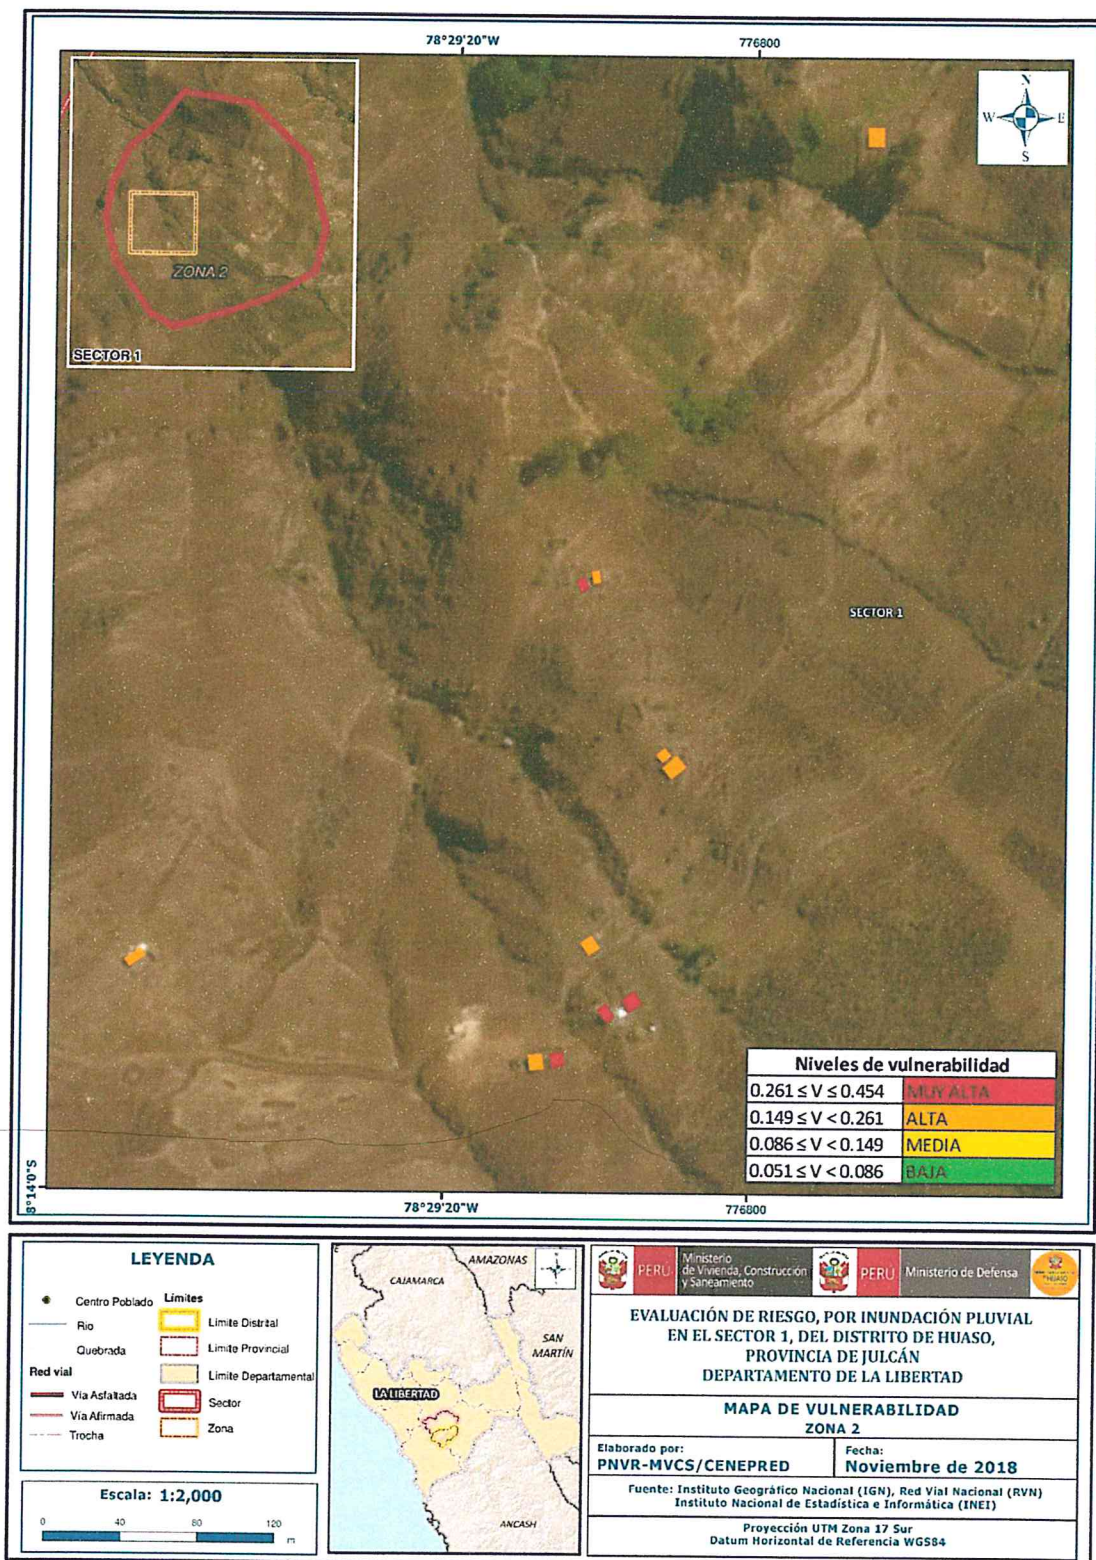 78°29'20"W
776800
N
W
E
S
ZONA 2
SECTOR 1
SECTOR 1
Niveles de vulnerabilidad
0.261 ≤ V ≤ 0.454 MUY ALTA
0.149 ≤ V < 0.261 ALTA
0.086 ≤ V < 0.149 MEDIA
0.051 ≤ V < 0.086 BAJA
8°14'0"S
78°29'20"W
776800
LEYENDA
Centro Poblado
Rio
Quebrada
Red vial
Vía Asfaltada
Vía Afirmada
Trocha
Límites
Limite Distrital
Limite Provincial
Limite Departamental
Sector
Zona
Escala: 1:2,000
0 40 80 120
m
AMAZONAS
CAJAMARCA
SAN
MARTÍN
LA LIBERTAD
ANCASH
PERÚ
Ministerio
de Vivienda, Construcción
y Saneamiento
PERÚ
Ministerio de Defensa
HUASO
EVALUACIÓN DE RIESGO, POR INUNDACIÓN PLUVIAL
EN EL SECTOR 1, DEL DISTRITO DE HUASO,
PROVINCIA DE JULCÁN
DEPARTAMENTO DE LA LIBERTAD
MAPA DE VULNERABILIDAD
ZONA 2
Elaborado por:
PNVR-MVCS/CENEPRED
Fecha:
Noviembre de 2018
Fuente: Instituto Geográfico Nacional (IGN), Red Vial Nacional (RVN)
Instituto Nacional de Estadística e Informática (INEI)
Proyección UTM Zona 17 Sur
Datum Horizontal de Referencia WGS84